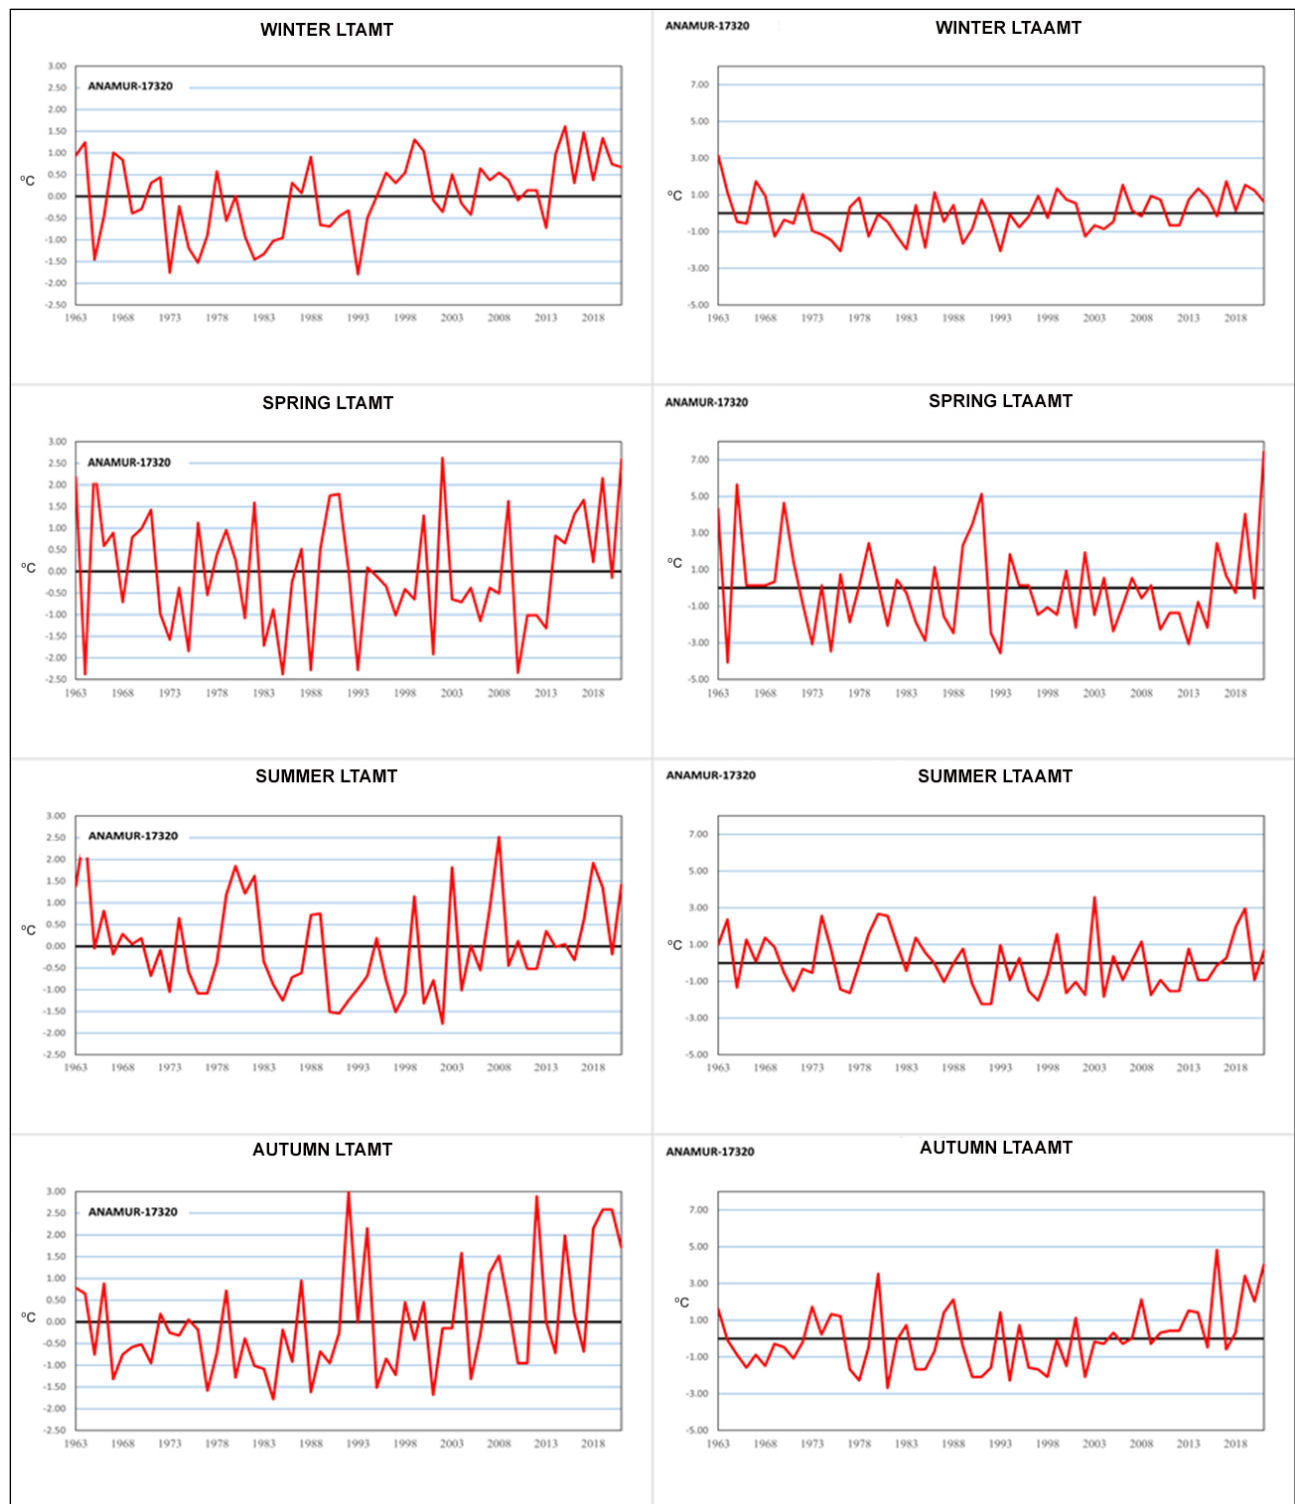 WINTER LTAMT
3.00
2.50
ANAMUR-17320
2.00
1.50
1.00
0.50
°C
0.00
-0.50
-1.00
-1.50
-2.00
-2.50
1963 1968 1973 1978 1983 1988 1993 1998 2003 2008 2013 2018
ANAMUR-17320
WINTER LTAAMT
7.00
5.00
3.00
1.00
°C
-1.00
-3.00
-5.00
1963 1968 1973 1978 1983 1988 1993 1998 2003 2008 2013 2018
SPRING LTAMT
3.00
2.50
ANAMUR-17320
2.00
1.50
1.00
0.50
°C
0.00
-0.50
-1.00
-1.50
-2.00
-2.50
1963 1968 1973 1978 1983 1988 1993 1998 2003 2008 2013 2018
ANAMUR-17320
SPRING LTAAMT
7.00
5.00
3.00
1.00
°C
-1.00
-3.00
-5.00
1963 1968 1973 1978 1983 1988 1993 1998 2003 2008 2013 2018
SUMMER LTAMT
3.00
2.50
ANAMUR-17320
2.00
1.50
1.00
0.50
°C
0.00
-0.50
-1.00
-1.50
-2.00
-2.50
1963 1968 1973 1978 1983 1988 1993 1998 2003 2008 2013 2018
ANAMUR-17320
SUMMER LTAAMT
7.00
5.00
3.00
1.00
°C
-1.00
-3.00
-5.00
1963 1968 1973 1978 1983 1988 1993 1998 2003 2008 2013 2018
AUTUMN LTAMT
3.00
2.50
ANAMUR-17320
2.00
1.50
1.00
0.50
°C
0.00
-0.50
-1.00
-1.50
-2.00
-2.50
1963 1968 1973 1978 1983 1988 1993 1998 2003 2008 2013 2018
ANAMUR-17320
AUTUMN LTAAMT
7.00
5.00
3.00
1.00
°C
-1.00
-3.00
-5.00
1963 1968 1973 1978 1983 1988 1993 1998 2003 2008 2013 2018